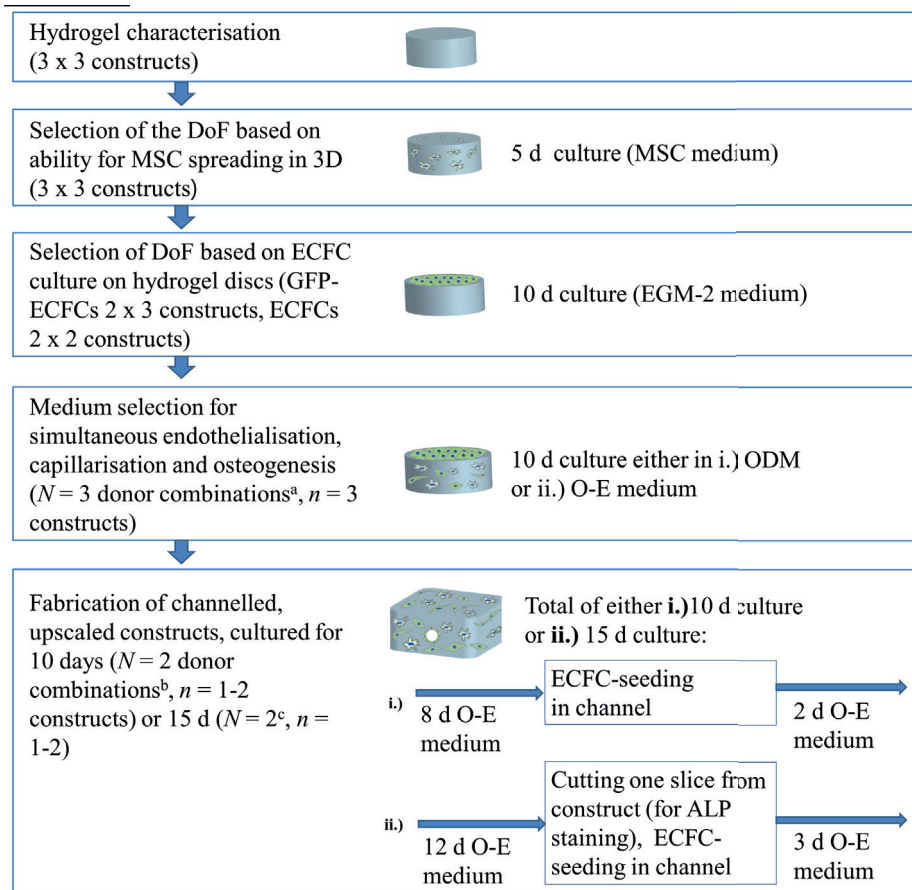 Hydrogel characterisation
(3 x 3 constructs)
Selection of the DoF based on
ability for MSC spreading in 3D
(3 x 3 constructs)
5 d culture (MSC medium)
Selection of DoF based on ECFC
culture on hydrogel discs (GFP-
ECFCs 2 x 3 constructs, ECFCs
2 x 2 constructs)
10 d culture (EGM-2 medium)
Medium selection for
simultaneous endothelialisation,
capillarisation and osteogenesis
(N = 3 donor combinationsᵃ, n = 3
constructs)
10 d culture either in i.) ODM
or ii.) O-E medium
Fabrication of channelled,
upscaled constructs, cultured for
10 days (N = 2 donor
combinationsᵇ, n = 1-2
constructs) or 15 d (N = 2ᶜ, n =
1-2)
Total of either i.)10 d culture
or ii.) 15 d culture:
i.)
8 d O-E
medium
ECFC-seeding
in channel
2 d O-E
medium
ii.)
12 d O-E
medium
Cutting one slice from
construct (for ALP
staining), ECFC-
seeding in channel
3 d O-E
medium